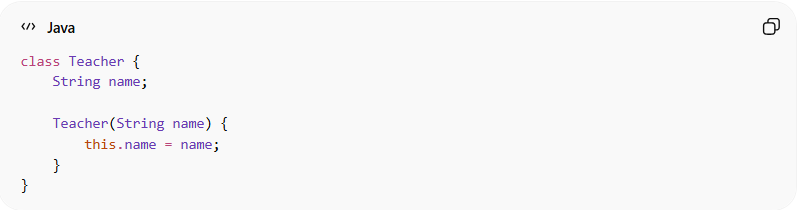 </> Java
class Teacher {
    String name;

    Teacher(String name) {
        this.name = name;
    }
}